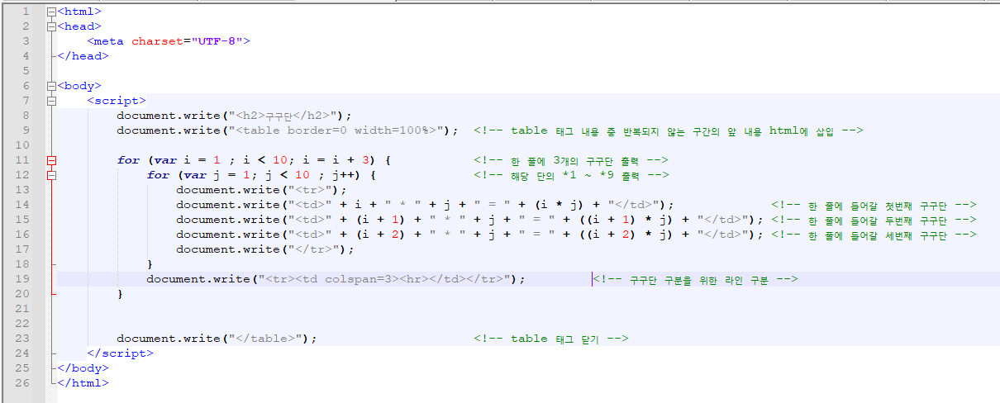 1 <html>
2 <head>
3 <meta charset="UTF-8">
4 </head>
5
6 <body>
7 <script>
8 document.write("<h2>구구단</h2>");
9 document.write("<table border=0 width=100%>"); <!-- table 태그 내용 중 반복되지 않는 구간의 앞 내용 html에 삽입 -->
10
11 for (var i = 1 ; i < 10; i = i + 3) { <!-- 한 줄에 3개의 구구단 출력 -->
12 for (var j = 1; j < 10 ; j++) { <!-- 해당 단의 *1 ~ *9 출력 -->
13 document.write("<tr>");
14 document.write("<td>" + i + " * " + j + " = " + (i * j) + "</td>"); <!-- 한 줄에 들어갈 첫번째 구구단 -->
15 document.write("<td>" + (i + 1) + " * " + j + " = " + ((i + 1) * j) + "</td>"); <!-- 한 줄에 들어갈 두번째 구구단 -->
16 document.write("<td>" + (i + 2) + " * " + j + " = " + ((i + 2) * j) + "</td>"); <!-- 한 줄에 들어갈 세번째 구구단 -->
17 document.write("</tr>");
18 }
19 document.write("<tr><td colspan=3><hr></td></tr>"); <!-- 구구단 구분을 위한 라인 구분 -->
20 }
21
22
23 document.write("</table>"); <!-- table 태그 닫기 -->
24 </script>
25 </body>
26 </html>